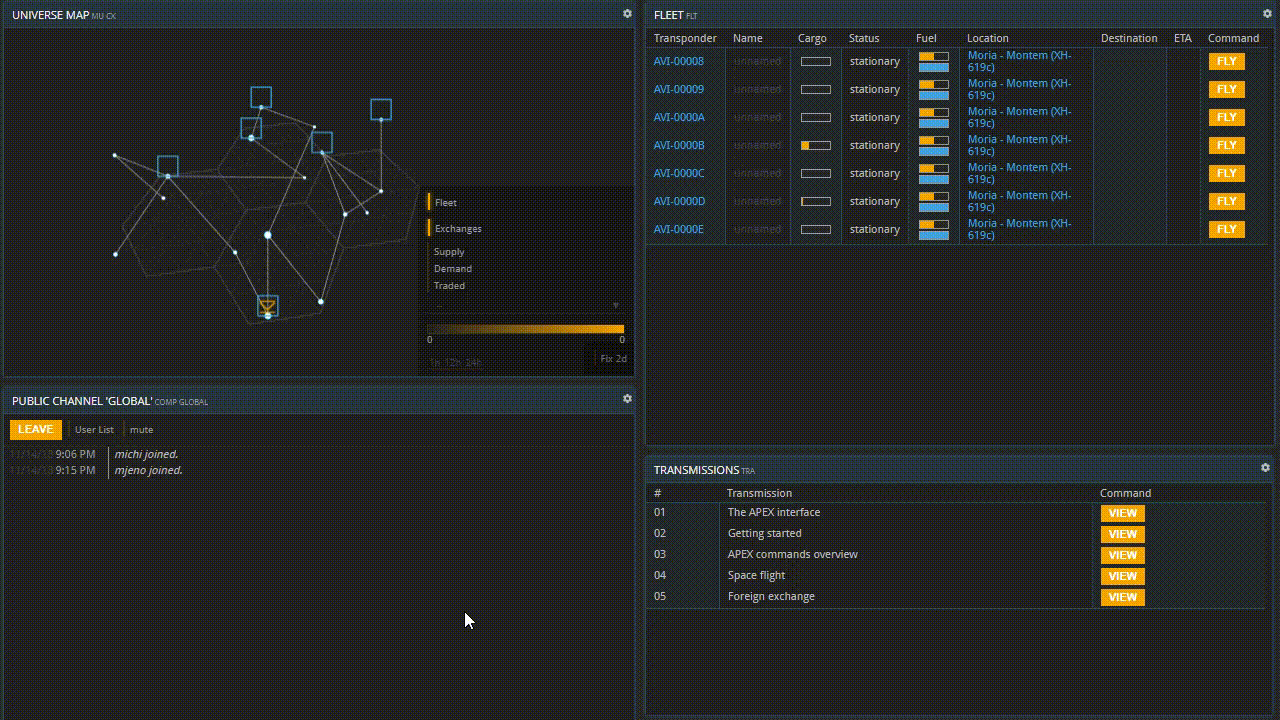 UNIVERSE MAP MU CX
Fleet
Exchanges
Supply
Demand
Traded
0 0
1h 12h 24h
Fix 2d
PUBLIC CHANNEL 'GLOBAL' COMP GLOBAL
LEAVE User List mute
9:06 PM michi joined.
9:15 PM mjeno joined.
FLEET FLT
Transponder Name Cargo Status Fuel Location Destination ETA Command
AVI-00008 unnamed stationary Moria - Montem (XH-
619c) FLY
AVI-00009 unnamed stationary Moria - Montem (XH-
619c) FLY
AVI-0000A unnamed stationary Moria - Montem (XH-
619c) FLY
AVI-0000B unnamed stationary Moria - Montem (XH-
619c) FLY
AVI-0000C unnamed stationary Moria - Montem (XH-
619c) FLY
AVI-0000D unnamed stationary Moria - Montem (XH-
619c) FLY
AVI-0000E unnamed stationary Moria - Montem (XH-
619c) FLY
TRANSMISSIONS TRA
# Transmission Command
01 The APEX interface VIEW
02 Getting started VIEW
03 APEX commands overview VIEW
04 Space flight VIEW
05 Foreign exchange VIEW